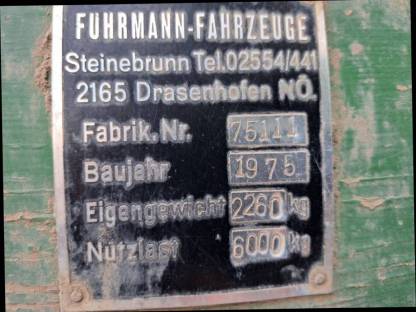 FUHRMANN-FAHRZEUGE
Steinebrunn Tel.02554/441
2165 Drasenhofen NÖ.
Fabrik.Nr. 75111
Baujahr 1975
Eigengewicht 2260 kg
Nutzlast 6000 kg